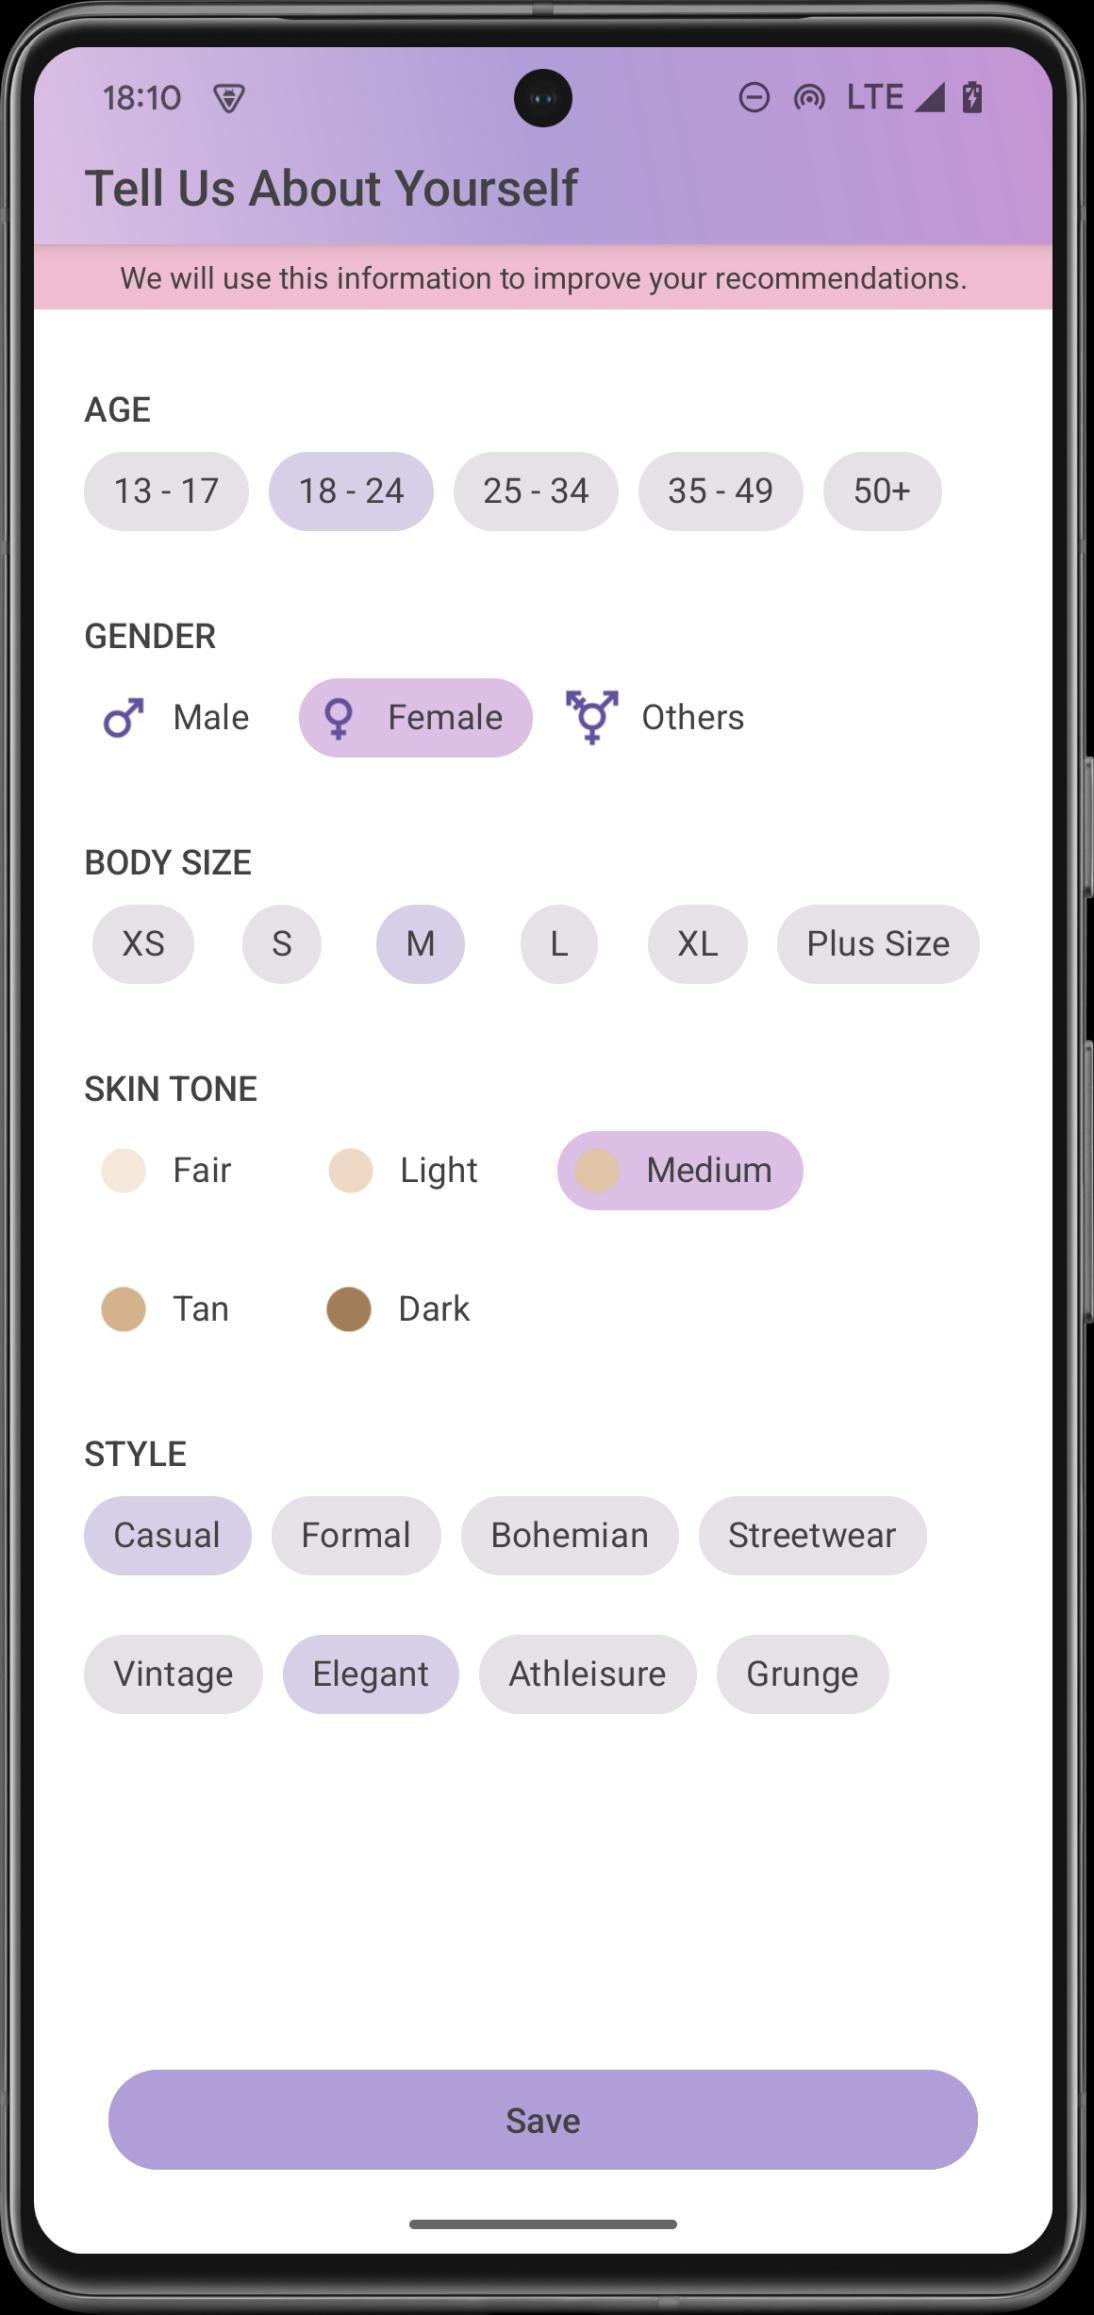 18:10 LTE
Tell Us About Yourself
We will use this information to improve your recommendations.
AGE
13 - 17 18 - 24 25 - 34 35 - 49 50+
GENDER
Male Female Others
BODY SIZE
XS S M L XL Plus Size
SKIN TONE
Fair Light Medium
Tan Dark
STYLE
Casual Formal Bohemian Streetwear
Vintage Elegant Athleisure Grunge
Save